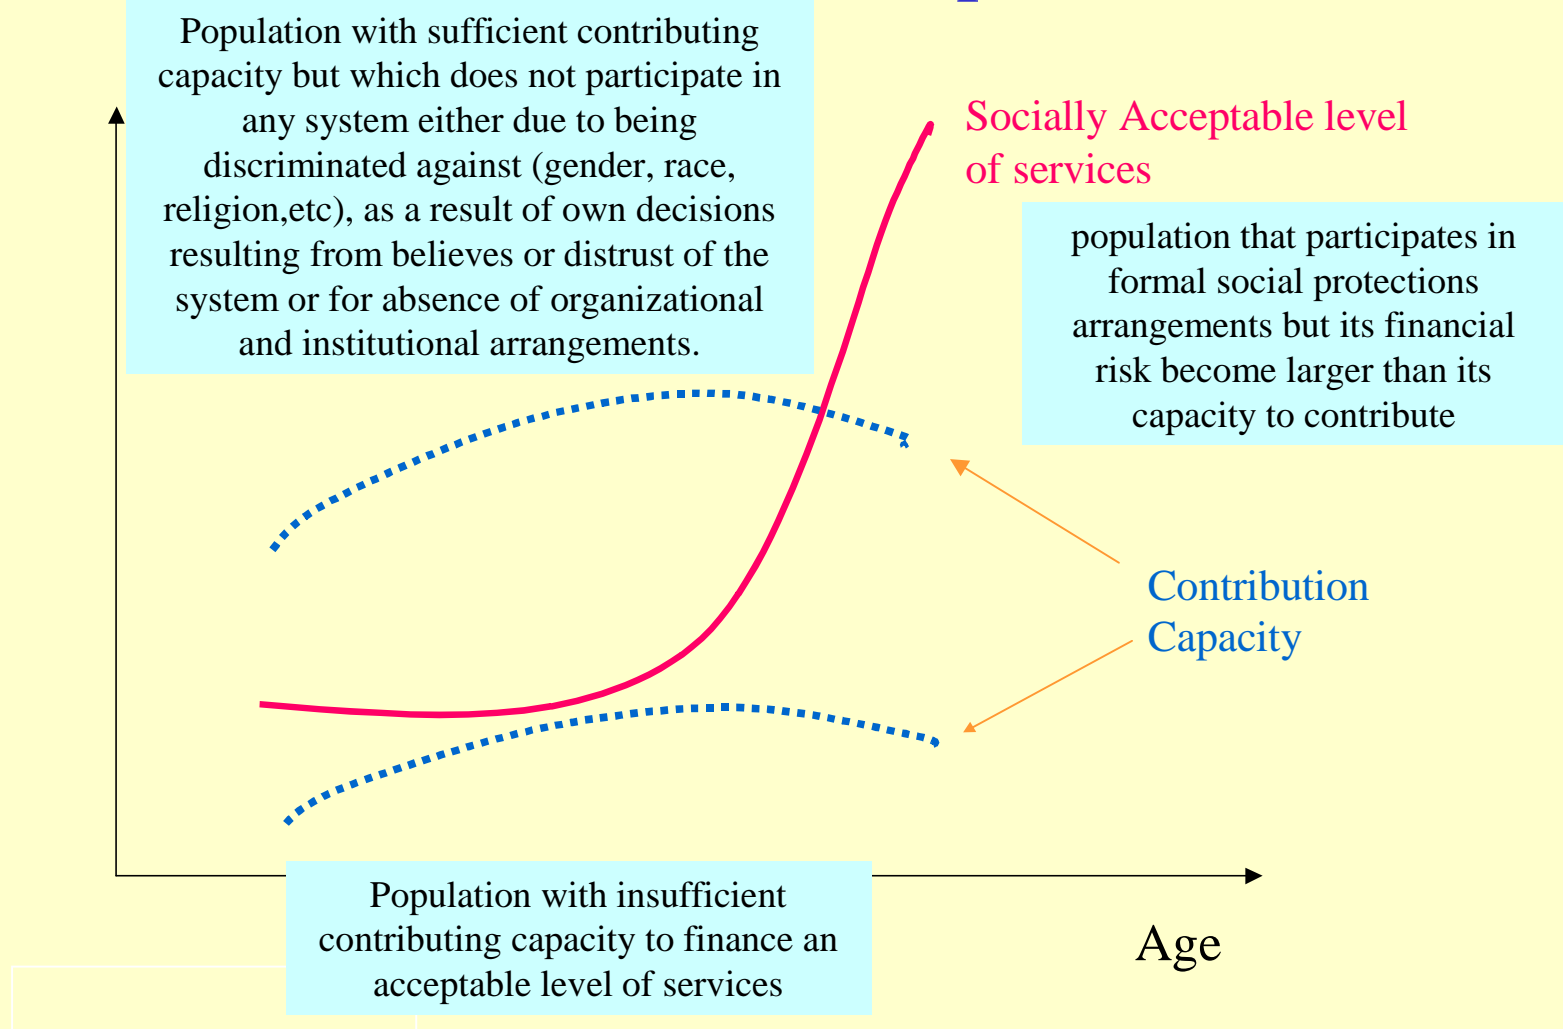 Population with sufficient contributing
capacity but which does not participate in
any system either due to being
discriminated against (gender, race,
religion,etc), as a result of own decisions
resulting from believes or distrust of the
system or for absence of organizational
and institutional arrangements.
Socially Acceptable level
of services
population that participates in
formal social protections
arrangements but its financial
risk become larger than its
capacity to contribute
Contribution
Capacity
Population with insufficient
contributing capacity to finance an
acceptable level of services
Age